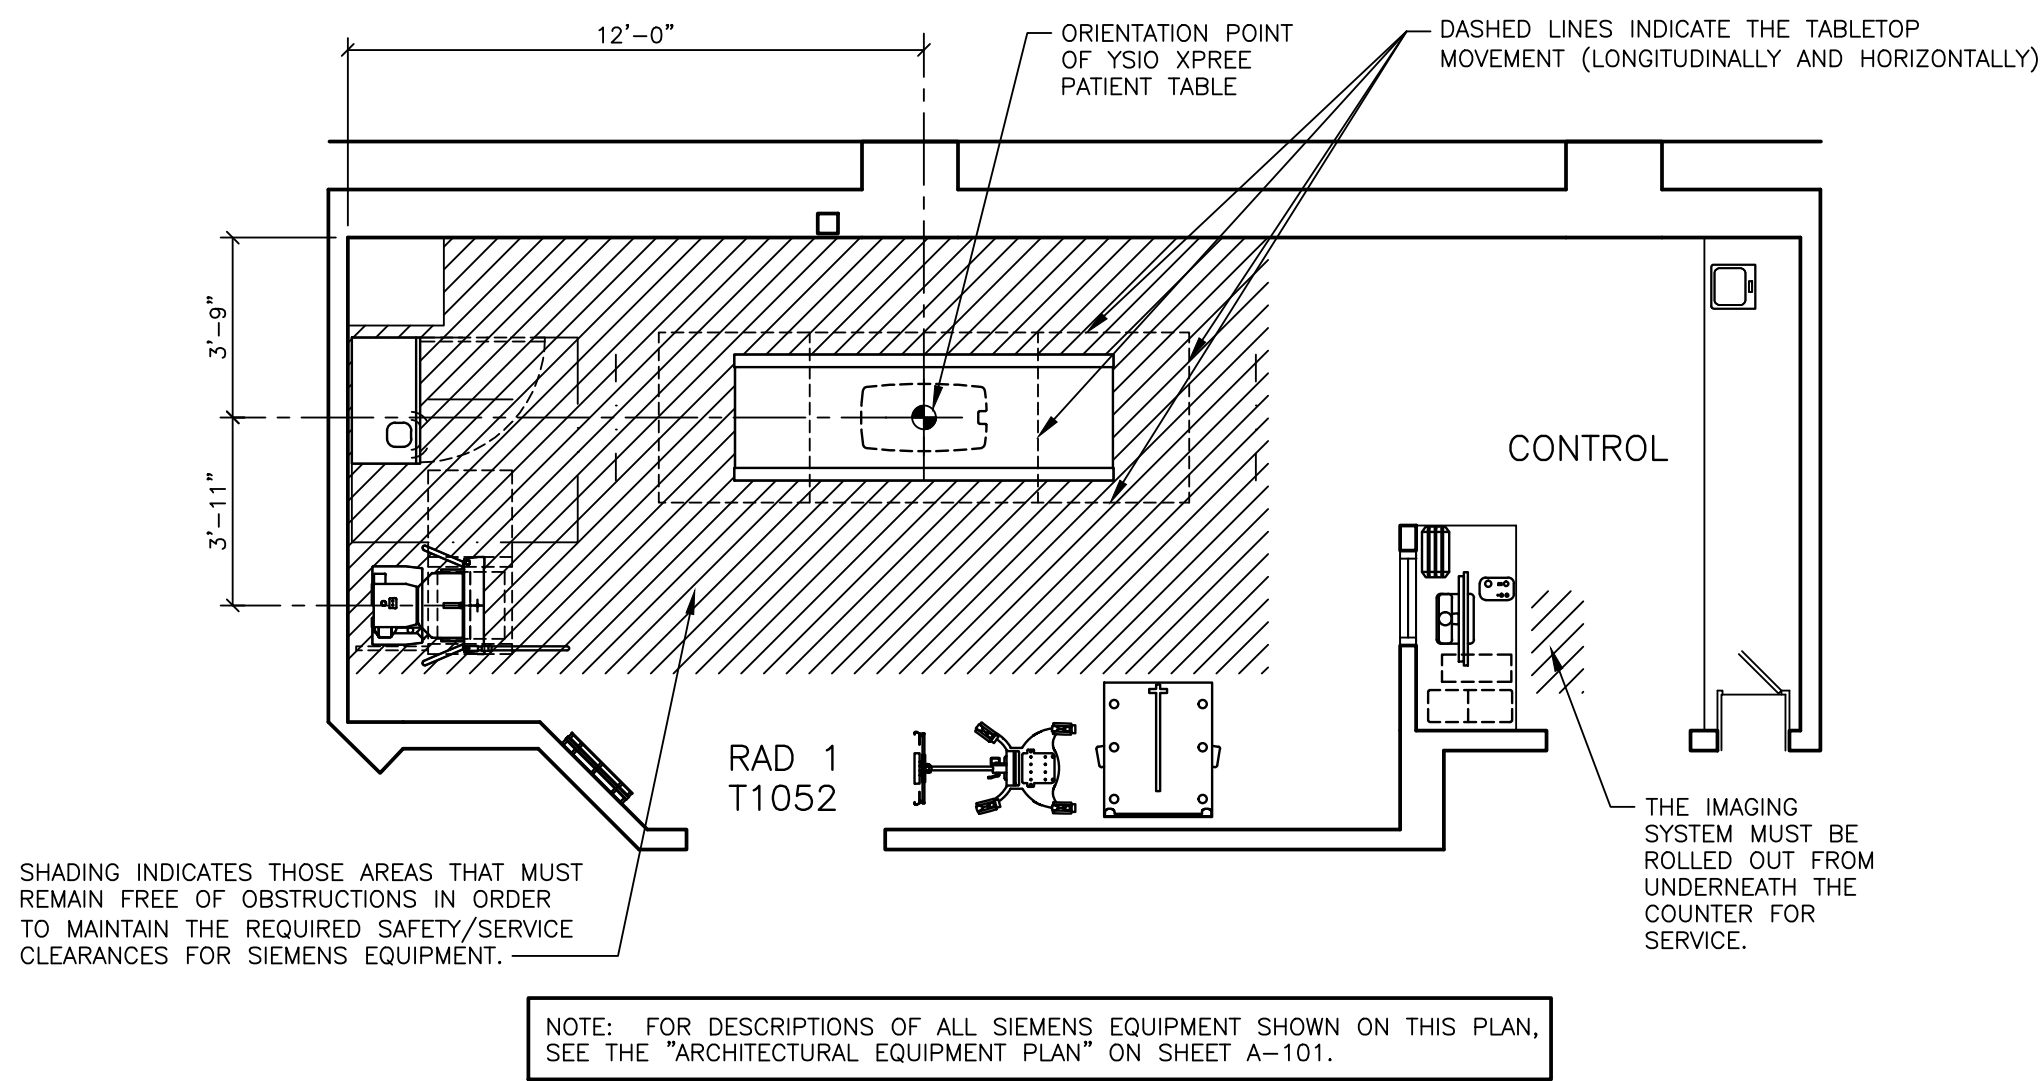 12'-0"
ORIENTATION POINT
OF YSIO XPREE
PATIENT TABLE
DASHED LINES INDICATE THE TABLETOP
MOVEMENT (LONGITUDINALLY AND HORIZONTALLY)
3'-9"
3'-11"
CONTROL
RAD 1
T1052
THE IMAGING
SYSTEM MUST BE
ROLLED OUT FROM
UNDERNEATH THE
COUNTER FOR
SERVICE.
SHADING INDICATES THOSE AREAS THAT MUST
REMAIN FREE OF OBSTRUCTIONS IN ORDER
TO MAINTAIN THE REQUIRED SAFETY/SERVICE
CLEARANCES FOR SIEMENS EQUIPMENT.
NOTE: FOR DESCRIPTIONS OF ALL SIEMENS EQUIPMENT SHOWN ON THIS PLAN,
SEE THE "ARCHITECTURAL EQUIPMENT PLAN" ON SHEET A-101.